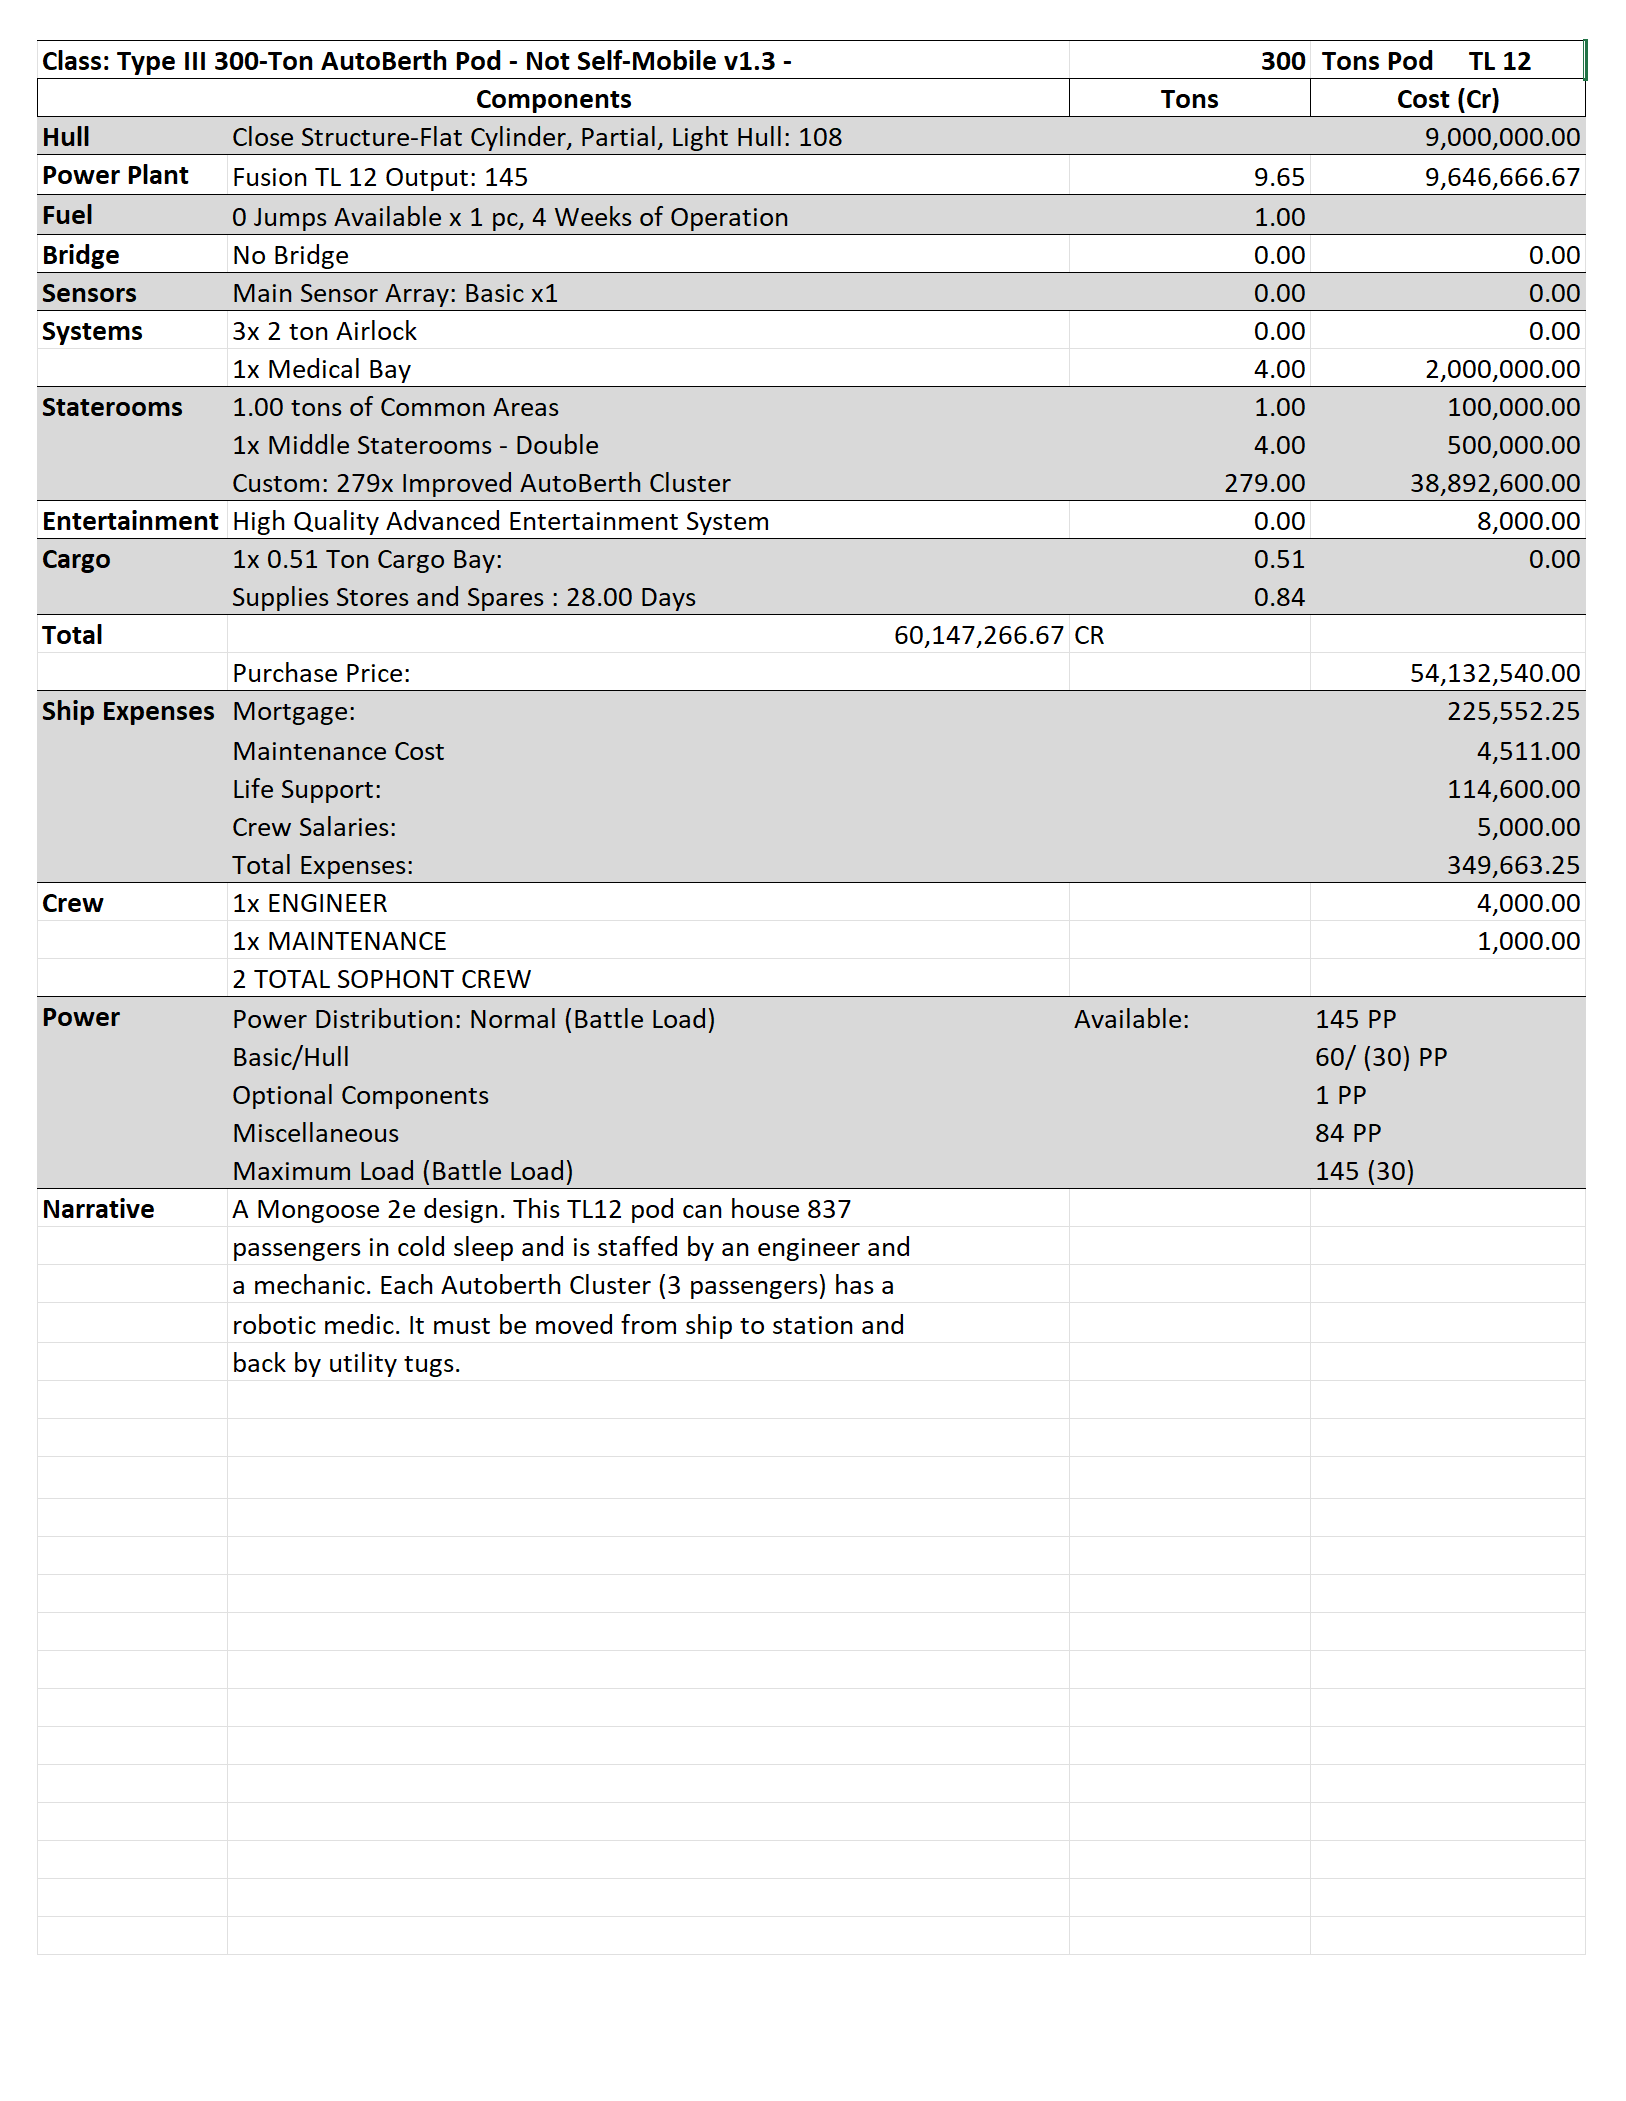 Class: Type III 300-Ton AutoBerth Pod - Not Self-Mobile v1.3 - 300 Tons Pod TL 12
Components Tons Cost (Cr)
Hull Close Structure-Flat Cylinder, Partial, Light Hull: 108 9,000,000.00
Power Plant Fusion TL 12 Output: 145 9.65 9,646,666.67
Fuel 0 Jumps Available x 1 pc, 4 Weeks of Operation 1.00
Bridge No Bridge 0.00 0.00
Sensors Main Sensor Array: Basic x1 0.00 0.00
Systems 3x 2 ton Airlock 0.00 0.00
1x Medical Bay 4.00 2,000,000.00
Staterooms 1.00 tons of Common Areas 1.00 100,000.00
1x Middle Staterooms - Double 4.00 500,000.00
Custom: 279x Improved AutoBerth Cluster 279.00 38,892,600.00
Entertainment High Quality Advanced Entertainment System 0.00 8,000.00
Cargo 1x 0.51 Ton Cargo Bay: 0.51 0.00
Supplies Stores and Spares : 28.00 Days 0.84
Total 60,147,266.67 CR
Purchase Price: 54,132,540.00
Ship Expenses Mortgage: 225,552.25
Maintenance Cost 4,511.00
Life Support: 114,600.00
Crew Salaries: 5,000.00
Total Expenses: 349,663.25
Crew 1x ENGINEER 4,000.00
1x MAINTENANCE 1,000.00
2 TOTAL SOPHONT CREW
Power Power Distribution: Normal (Battle Load) Available: 145 PP
Basic/Hull 60/ (30) PP
Optional Components 1 PP
Miscellaneous 84 PP
Maximum Load (Battle Load) 145 (30)
Narrative A Mongoose 2e design. This TL12 pod can house 837
passengers in cold sleep and is staffed by an engineer and
a mechanic. Each Autoberth Cluster (3 passengers) has a
robotic medic. It must be moved from ship to station and
back by utility tugs.